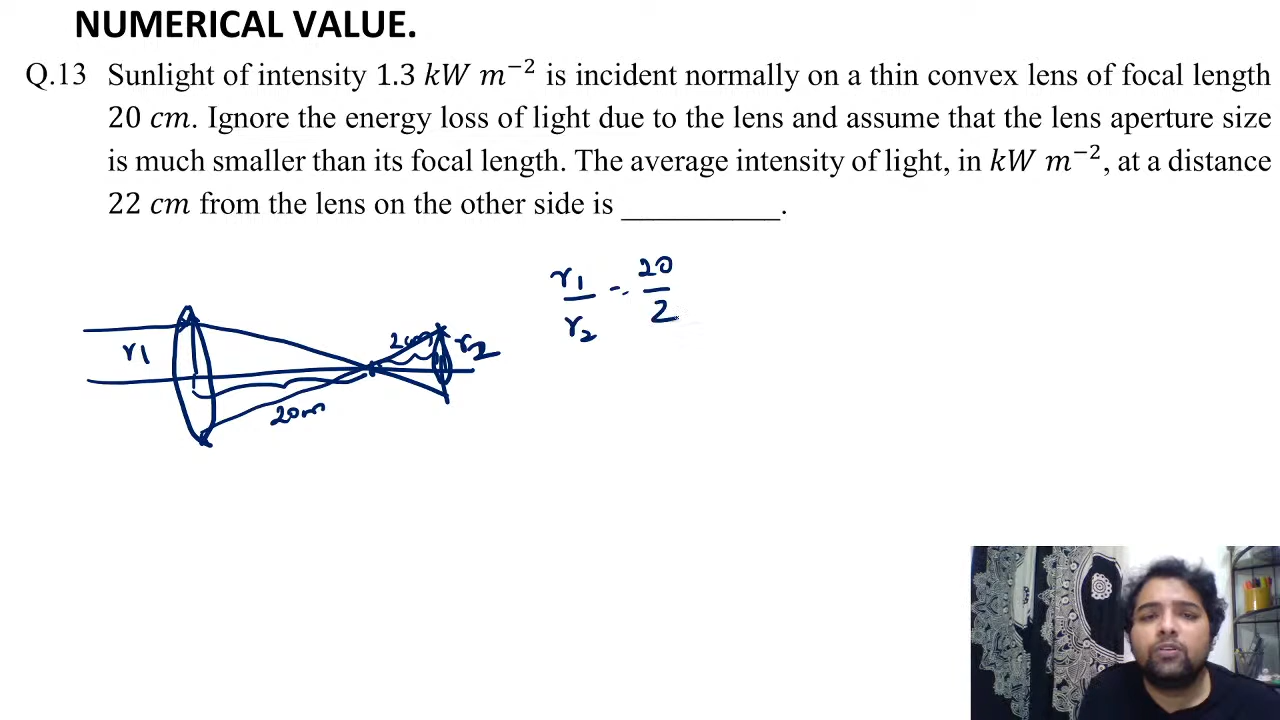 NUMERICAL VALUE.
Q.13 Sunlight of intensity 1.3 kW m⁻² is incident normally on a thin convex lens of focal length
20 cm. Ignore the energy loss of light due to the lens and assume that the lens aperture size
is much smaller than its focal length. The average intensity of light, in kW m⁻², at a distance
22 cm from the lens on the other side is ___________.
r1/r2 = 20/2
r1
2cm
r2
20cm